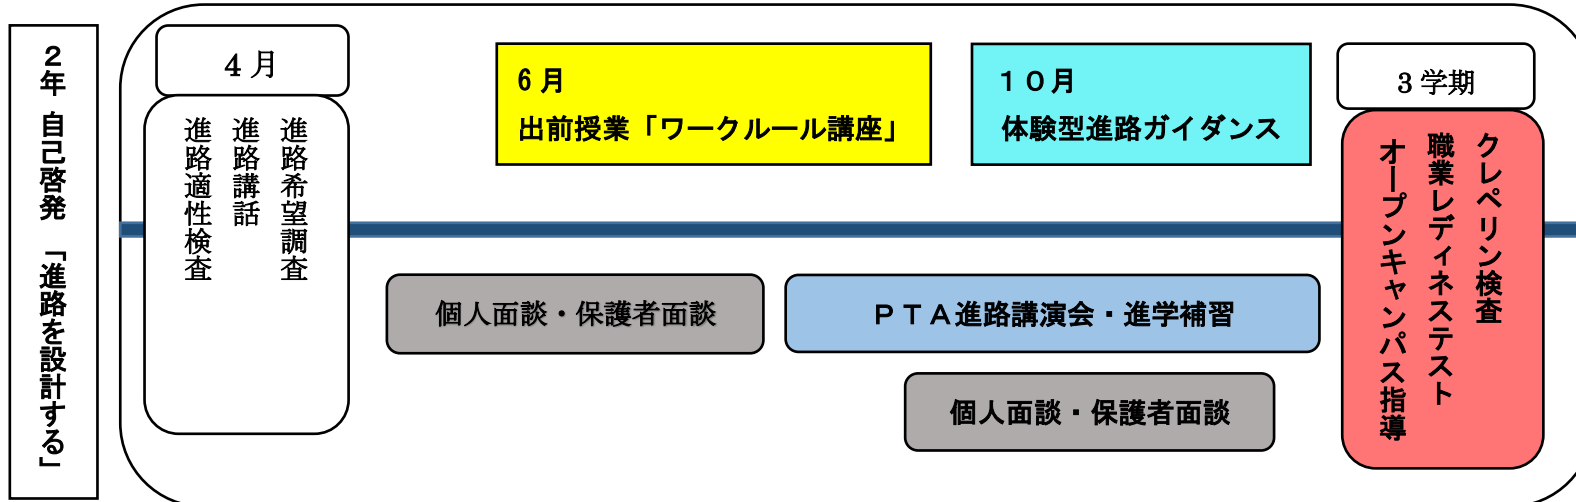 ２年 自己啓発 「進路を設計する」
4 月
進路希望調査
進路講話
進路適性検査
6 月
出前授業「ワークルール講座」
１０月
体験型進路ガイダンス
3 学期
クレペリン検査
職業レディネステスト
オープンキャンパス指導
個人面談・保護者面談
ＰＴＡ進路講演会・進学補習
個人面談・保護者面談